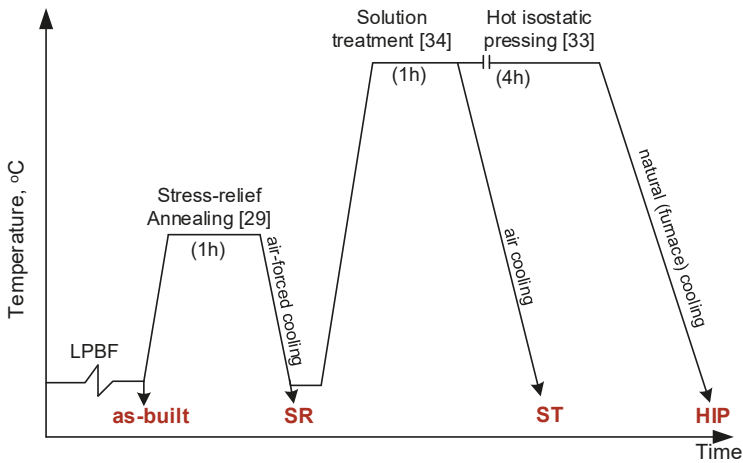 Solution
treatment [34]
Hot isostatic
pressing [33]
(1h)
(4h)
Temperature, ºC
Stress-relief
Annealing [29]
(1h)
air-forced cooling
air cooling
natural (furnace) cooling
LPBF
as-built
SR
ST
HIP
Time